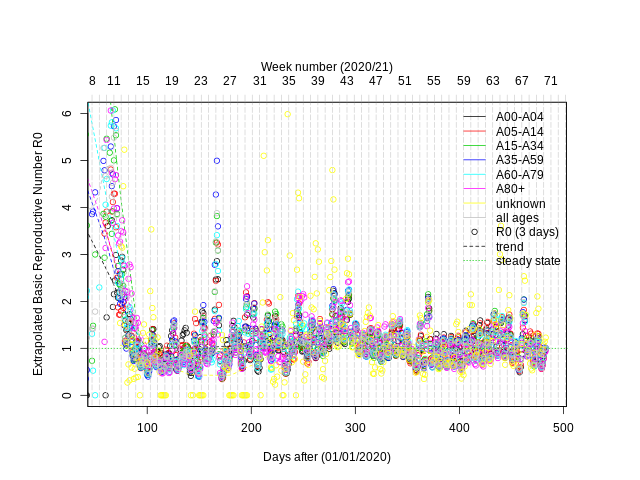 Week number (2020/21)
8 11 15 19 23 27 31 35 39 43 47 51 55 59 63 67 71
Extrapolated Basic Reproductive Number R0
6
5
4
3
2
1
0
A00-A04
A05-A14
A15-A34
A35-A59
A60-A79
A80+
unknown
all ages
R0 (3 days)
trend
steady state
100 200 300 400 500
Days after (01/01/2020)